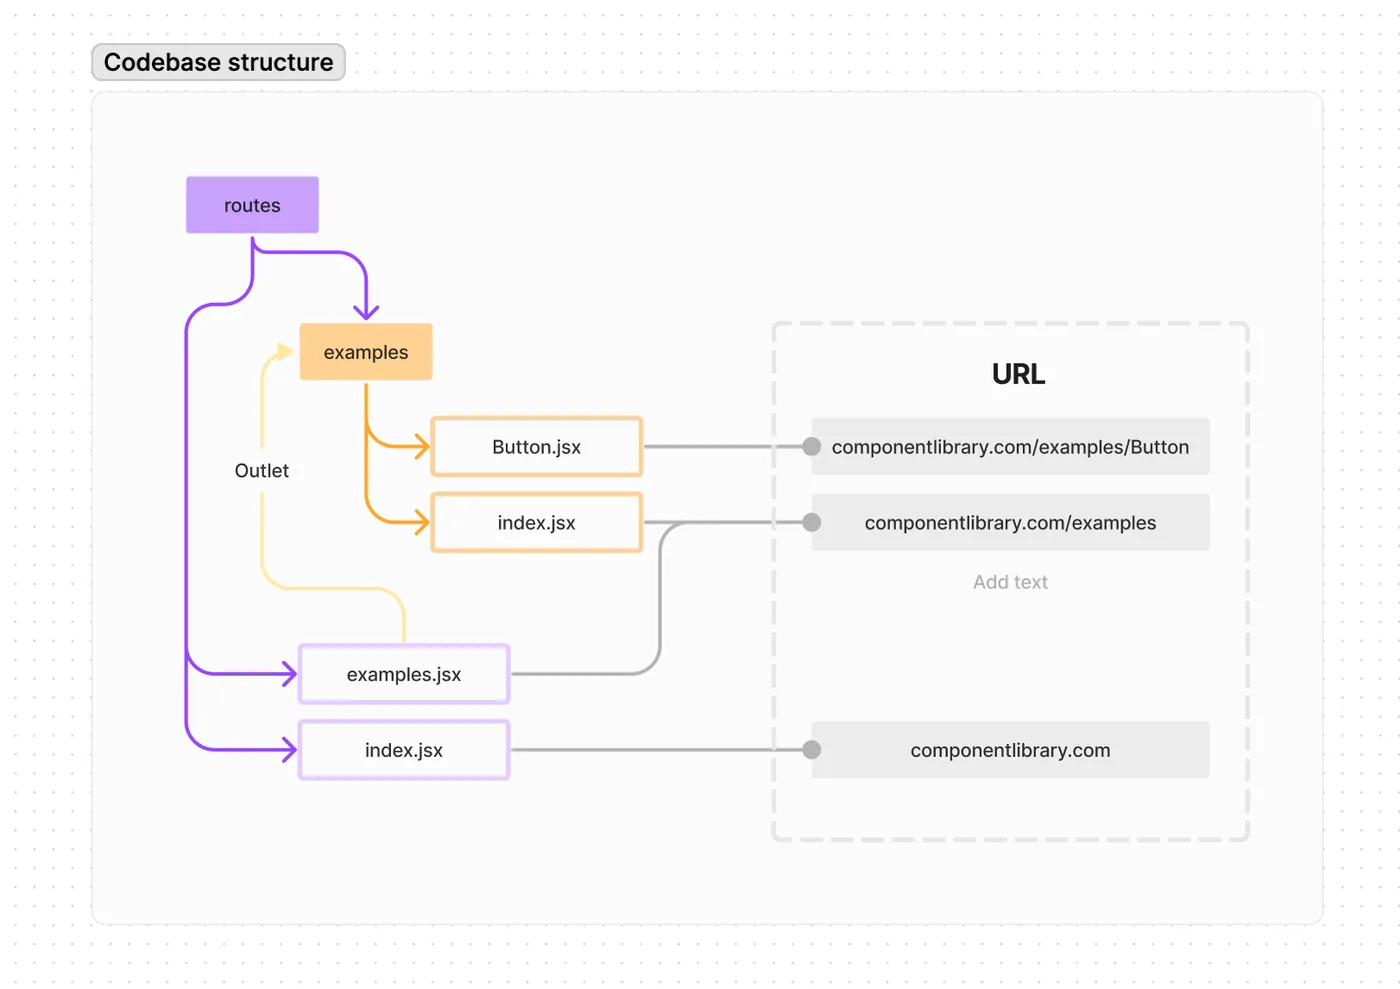 Codebase structure
routes
examples
URL
Button.jsx
componentlibrary.com/examples/Button
Outlet
index.jsx
componentlibrary.com/examples
Add text
examples.jsx
index.jsx
componentlibrary.com